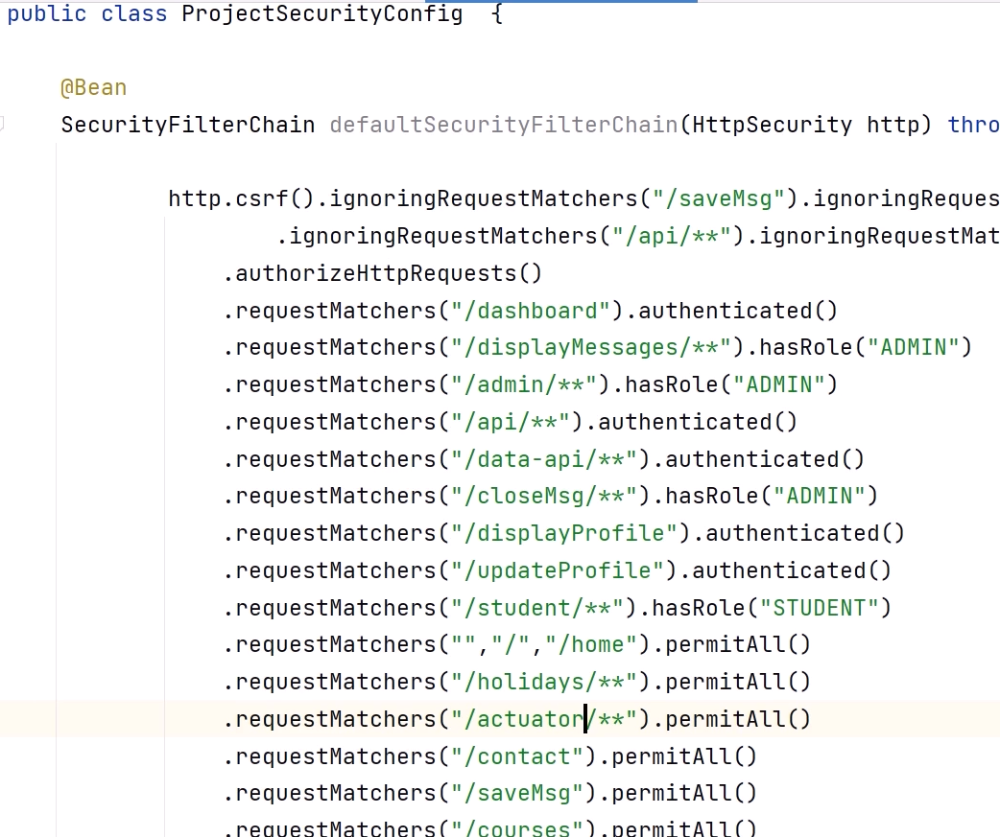 public class ProjectSecurityConfig  {
@Bean
SecurityFilterChain defaultSecurityFilterChain(HttpSecurity http) thro
http.csrf().ignoringRequestMatchers("/saveMsg").ignoringReques
.ignoringRequestMatchers("/api/**").ignoringRequestMat
.authorizeHttpRequests()
.requestMatchers("/dashboard").authenticated()
.requestMatchers("/displayMessages/**").hasRole("ADMIN")
.requestMatchers("/admin/**").hasRole("ADMIN")
.requestMatchers("/api/**").authenticated()
.requestMatchers("/data-api/**").authenticated()
.requestMatchers("/closeMsg/**").hasRole("ADMIN")
.requestMatchers("/displayProfile").authenticated()
.requestMatchers("/updateProfile").authenticated()
.requestMatchers("/student/**").hasRole("STUDENT")
.requestMatchers("","/","/home").permitAll()
.requestMatchers("/holidays/**").permitAll()
.requestMatchers("/actuator/**").permitAll()
.requestMatchers("/contact").permitAll()
.requestMatchers("/saveMsg").permitAll()
.requestMatchers("/courses").permitAll()